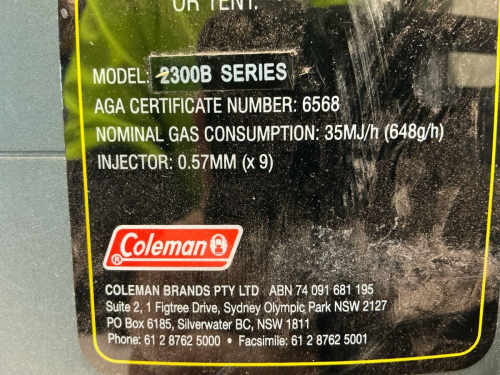 OR TENT.
MODEL: 2300B SERIES
AGA CERTIFICATE NUMBER: 6568
NOMINAL GAS CONSUMPTION: 35MJ/h (648g/h)
INJECTOR: 0.57MM (x 9)
Coleman ®
COLEMAN BRANDS PTY LTD ABN 74 091 681 195
Suite 2, 1 Figtree Drive, Sydney Olympic Park NSW 2127
PO Box 6185, Silverwater BC, NSW 1811
Phone: 61 2 8762 5000 • Facsimile: 61 2 8762 5001